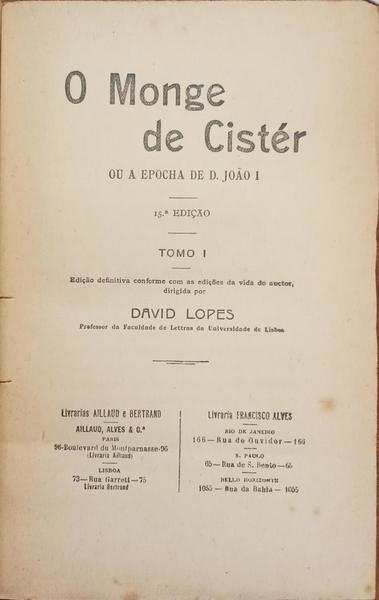 O Monge
de Cistér
OU A EPOCHA DE D. JOÃO I
15.ª EDIÇÃO
TOMO I
Edição definitiva conforme com as edições da vida do auctor,
dirigida por
DAVID LOPES
Professor da Faculdade de Lettras da Universidade de Lisboa
Livrarias AILLAUD e BERTRAND
AILLAUD, ALVES & C.ª
PARIS
96-Boulevard du Montparnasse-96
(Livraria Aillaud)
LISBOA
73—Rua Garrett—75
Livraria Bertrand
Livraria FRANCISCO ALVES
RIO DE JANEIRO
166—Rua do Ouvidor—166
S. PAULO
65—Rua de S. Bento—65
BELLO HORIZONTE
1055—Rua da Bahia—1055